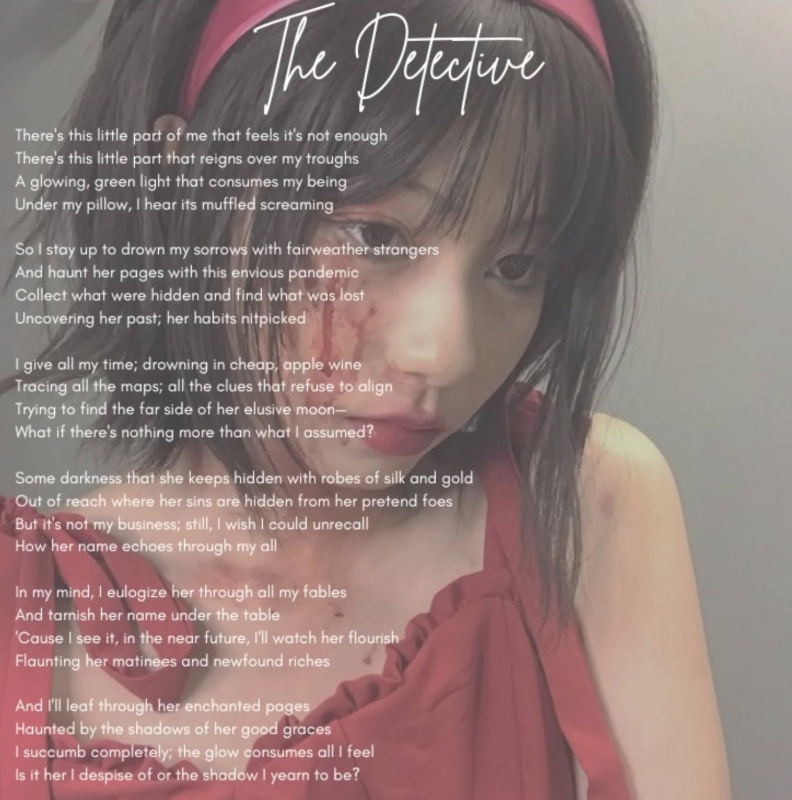 The Detective
There's this little part of me that feels it's not enough
There's this little part that reigns over my troughs
A glowing, green light that consumes my being
Under my pillow, I hear its muffled screaming
So I stay up to drown my sorrows with fairweather strangers
And haunt her pages with this envious pandemic
Collect what were hidden and find what was lost
Uncovering her past; her habits nitpicked
I give all my time; drowning in cheap, apple wine
Tracing all the maps; all the clues that refuse to align
Trying to find the far side of her elusive moon—
What if there's nothing more than what I assumed?
Some darkness that she keeps hidden with robes of silk and gold
Out of reach where her sins are hidden from her pretend foes
But it's not my business; still, I wish I could unrecall
How her name echoes through my all
In my mind, I eulogize her through all my fables
And tarnish her name under the table
'Cause I see it, in the near future, I'll watch her flourish
Flaunting her matinees and newfound riches
And I'll leaf through her enchanted pages
Haunted by the shadows of her good graces
I succumb completely; the glow consumes all I feel
Is it her I despise of or the shadow I yearn to be?